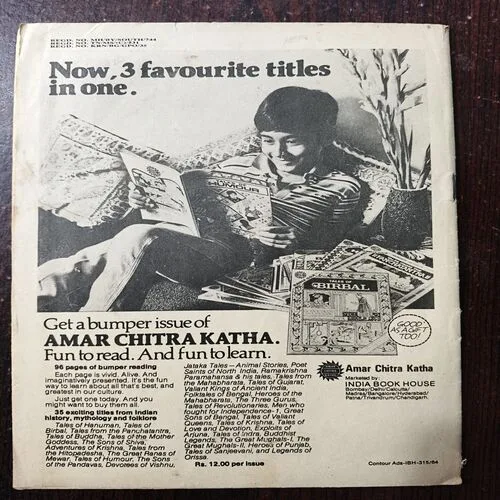 Now, 3 favourite titles
in one.
HUMOUR
TALES OF
BIRBAL
GOOD
AS A GIFT
TOO!
Get a bumper issue of
AMAR CHITRA KATHA.
Fun to read. And fun to learn.
96 pages of bumper reading
Each page is vivid. Alive. And
imaginatively presented. It's the fun
way to learn about all that's best, and
greatest in our culture.
Just get one today. And you
might want to buy them all.
35 exciting titles from Indian
history, mythology and folklore
Tales of Hanuman, Tales of
Birbal, Tales from the Panchatantra,
Tales of Buddha, Tales of the Mother
Goddess, The Sons of Shiva,
Adventures of Krishna, Tales from
the Hitopadesha, The Great Ranas of
Mewar, Tales of Humour, The Sons
of the Pandavas, Devotees of Vishnu,
Jataka Tales—Animal Stories, Poet
Saints of North India, Ramakrishna
Paramahansa & his tales, Tales from
the Mahabharata, Tales of Gujarat,
Valiant Kings of Ancient India,
Folktales of Bengal, Heroes of the
Mahabharata, The Three Gurus,
Tales of Revolutionaries, Men who
fought for Independence-1, Great
Sons of Bengal, Tales of Valiant
Queens, Tales of Krishna, Tales of
Love and Devotion, Exploits of
Arjuna, Tales of Indra, Buddhist
Legends, The Great Mughals-I, The
Great Mughals-II, Heroes of Punjab,
Tales of Sanjeevani, and Legends of
Orissa.
Rs. 12.00 per issue
Amar Chitra Katha
Marketed by:
INDIA BOOK HOUSE
Bombay/Delhi/Calcutta/
Madras/Bangalore/Hyderabad/
Patna/Trivandrum/Chandigarh
Contour Ads-IBH-315/84